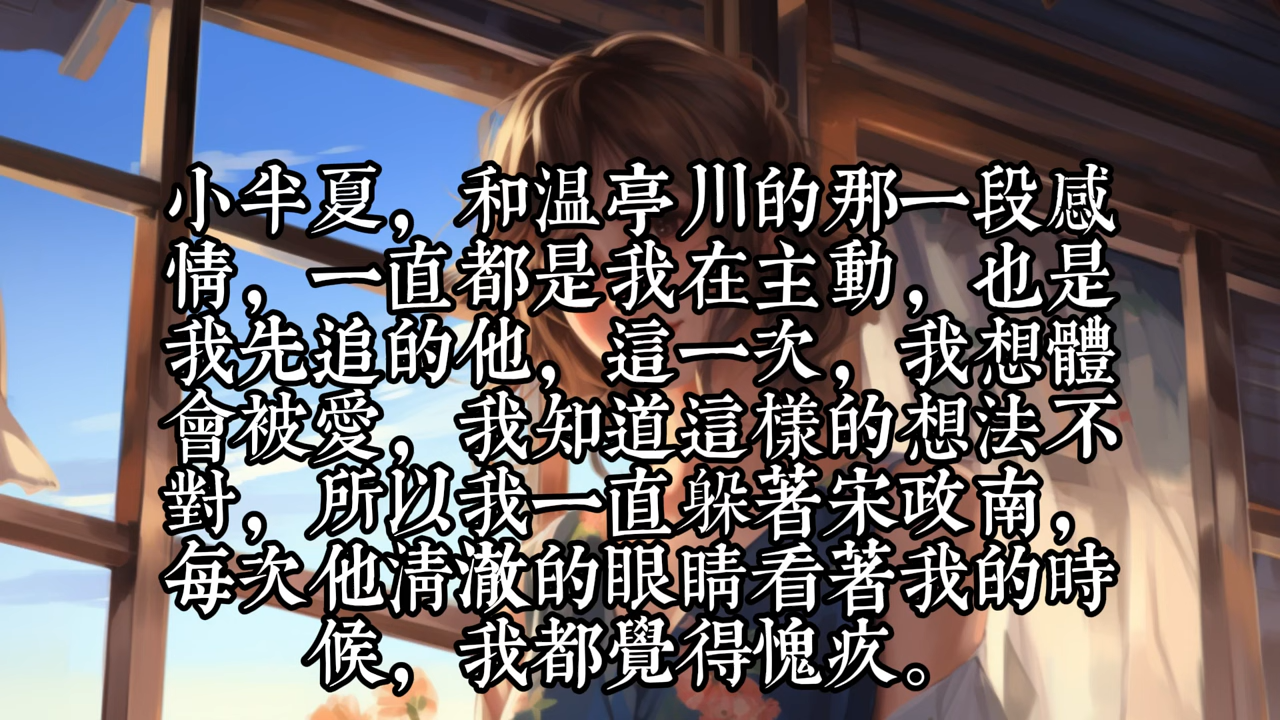 小半夏，和温亭川的那一段感
情，一直都是我在主動，也是
我先追的他，這一次，我想體
會被愛，我知道這樣的想法不
對，所以我一直躲著宋政南，
每次他清澈的眼睛看著我的時
候，我都覺得愧疚。